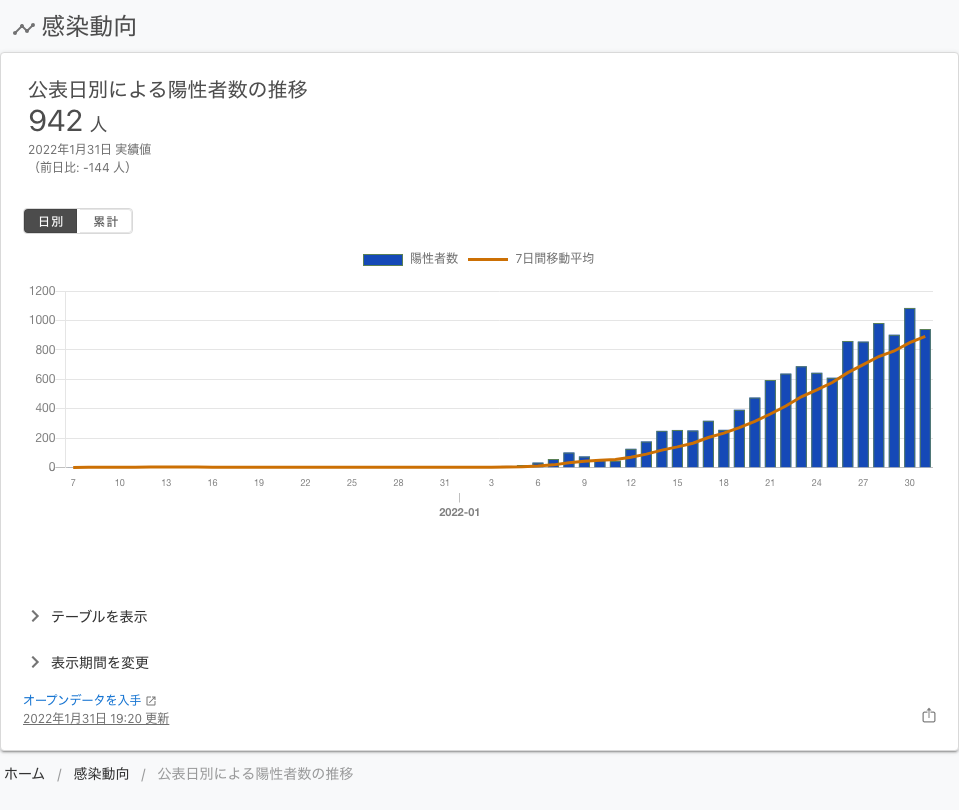 感染動向
公表日別による陽性者数の推移
942 人
2022年1月31日 実績値
（前日比: -144 人）
日別 累計
陽性者数 7日間移動平均
1200
1000
800
600
400
200
0
7 10 13 16 19 22 25 28 31 3 6 9 12 15 18 21 24 27 30
2022-01
テーブルを表示
表示期間を変更
オープンデータを入手
2022年1月31日 19:20 更新
ホーム / 感染動向 / 公表日別による陽性者数の推移